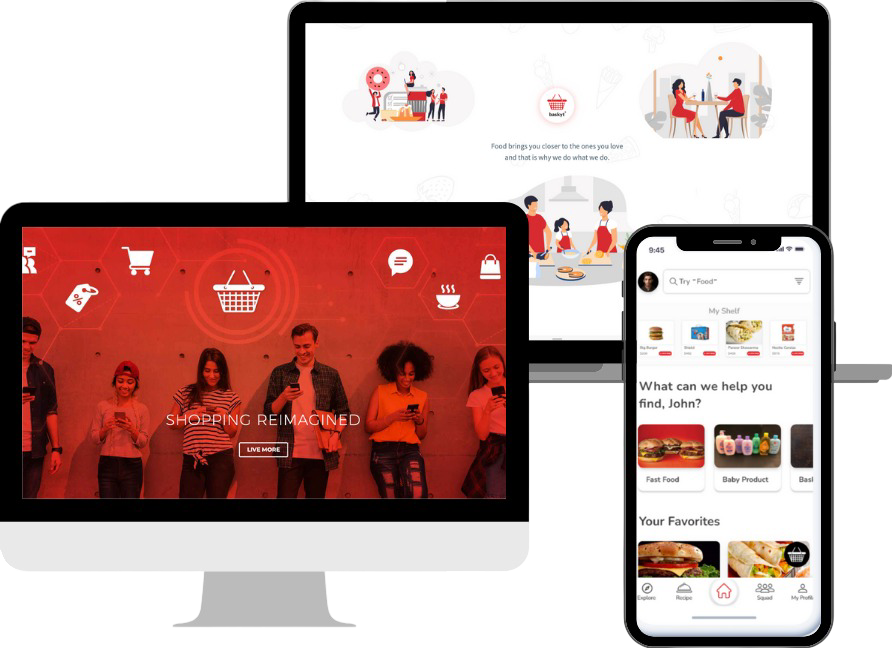 baskyt
Food brings you closer to the ones you love
and that is why we do what we do.
SHOPPING REIMAGINED
LIVE MORE
9:45
Try "Food"
My Shelf
What can we help you
find, John?
Fast Food
Baby Product
Bas
Your Favorites
Explore
Recipe
Squad
My Profil